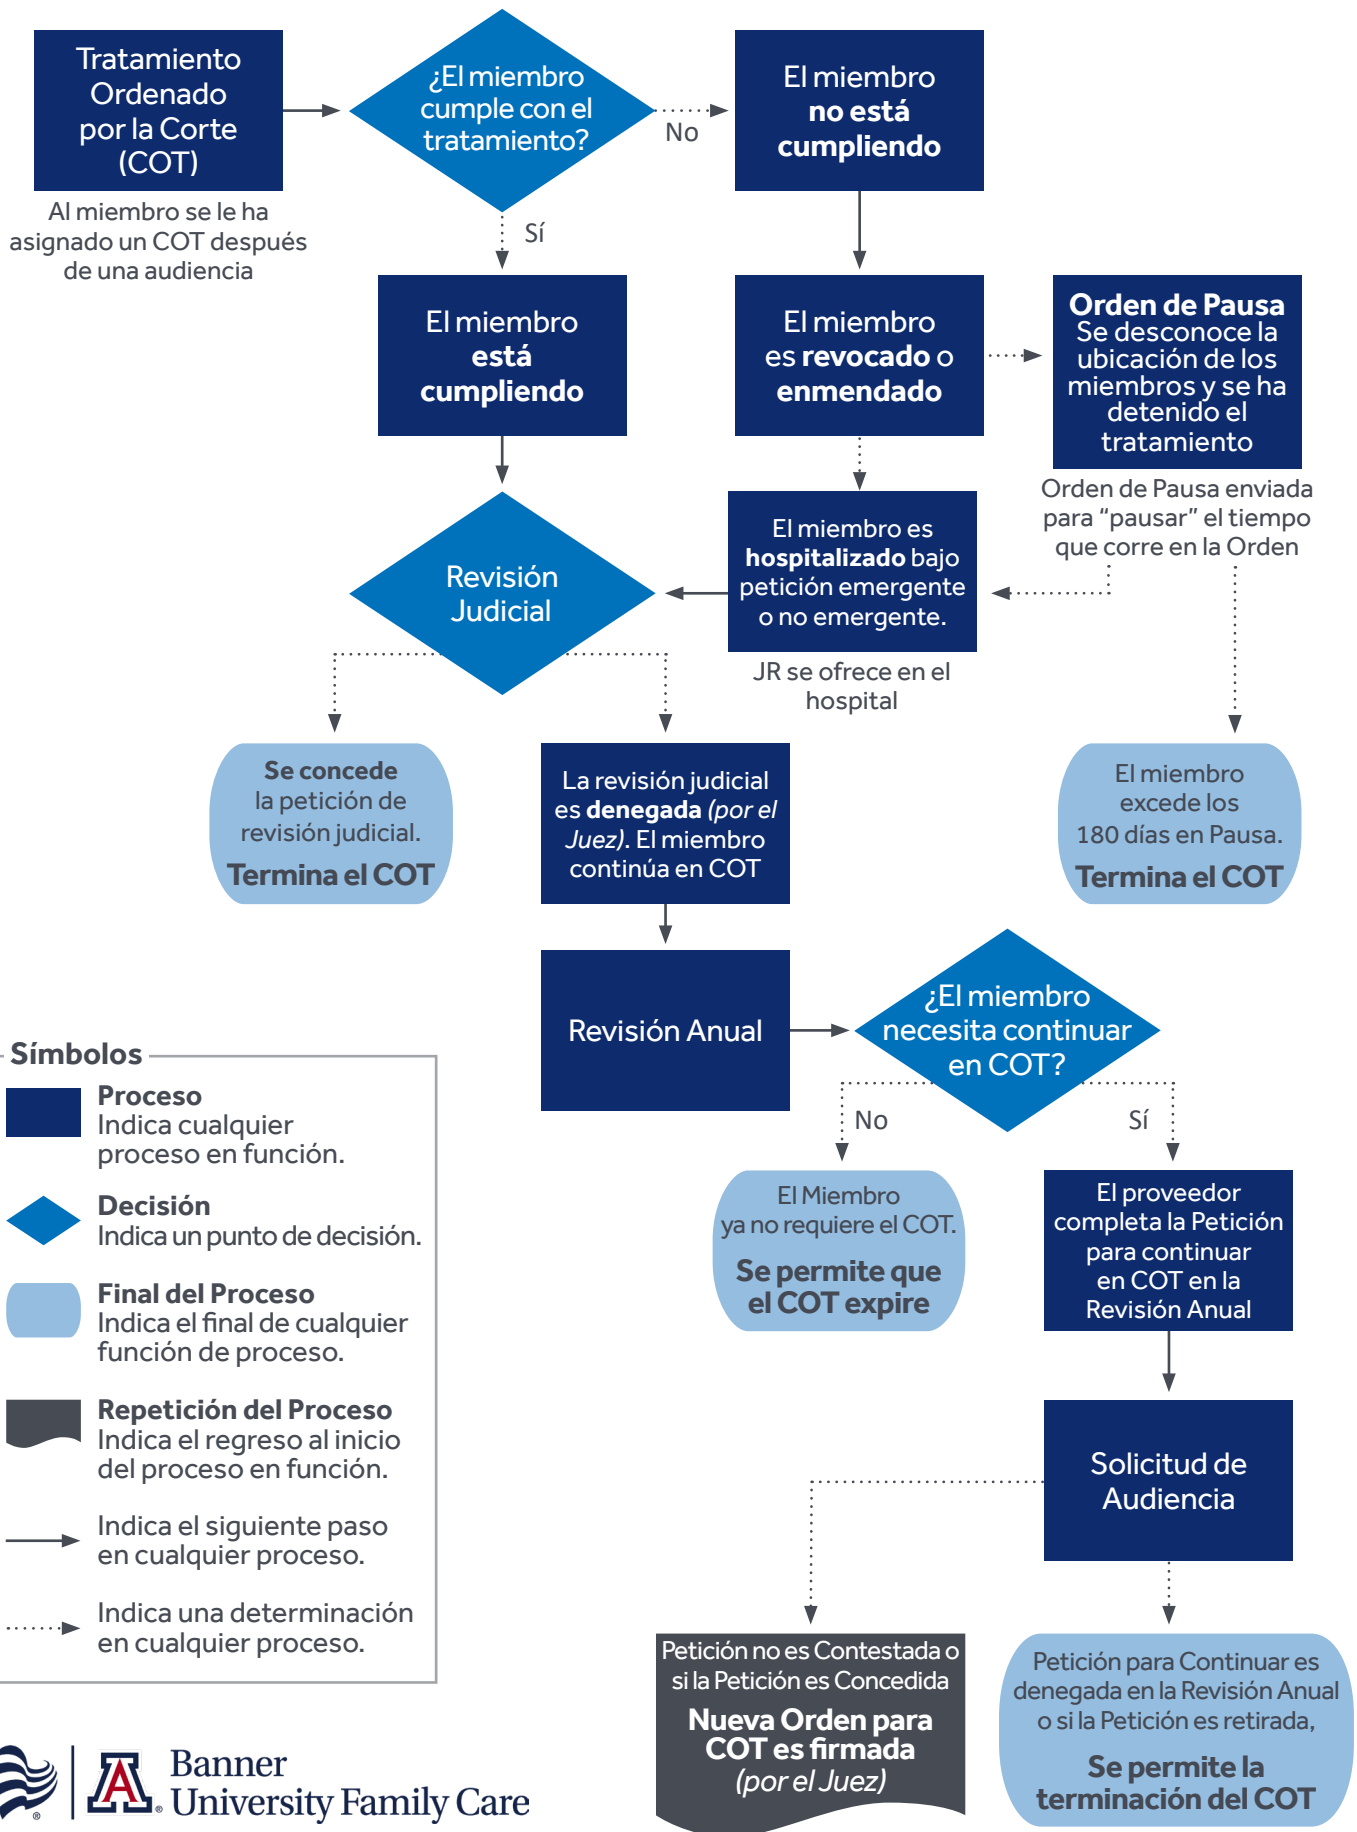 Tratamiento
Ordenado
por la Corte
(COT)
Al miembro se le ha
asignado un COT después
de una audiencia
¿El miembro
cumple con el
tratamiento?
No
Sí
El miembro
no está
cumpliendo
El miembro
está
cumpliendo
El miembro
es revocado o
enmendado
Orden de Pausa
Se desconoce la
ubicación de los
miembros y se ha
detenido el
tratamiento
Orden de Pausa enviada
para “pausar” el tiempo
que corre en la Orden
El miembro es
hospitalizado bajo
petición emergente
o no emergente.
JR se ofrece en el
hospital
Revisión
Judicial
Se concede
la petición de
revisión judicial.
Termina el COT
La revisión judicial
es denegada (por el
Juez). El miembro
continúa en COT
El miembro
excede los
180 días en Pausa.
Termina el COT
Revisión Anual
¿El miembro
necesita continuar
en COT?
No
Sí
El Miembro
ya no requiere el COT.
Se permite que
el COT expire
El proveedor
completa la Petición
para continuar
en COT en la
Revisión Anual
Solicitud de
Audiencia
Petición no es Contestada o
si la Petición es Concedida
Nueva Orden para
COT es firmada
(por el Juez)
Petición para Continuar es
denegada en la Revisión Anual
o si la Petición es retirada,
Se permite la
terminación del COT
Símbolos
Proceso
Indica cualquier
proceso en función.
Decisión
Indica un punto de decisión.
Final del Proceso
Indica el final de cualquier
función de proceso.
Repetición del Proceso
Indica el regreso al inicio
del proceso en función.
Indica el siguiente paso
en cualquier proceso.
Indica una determinación
en cualquier proceso.
A
Banner
University Family Care